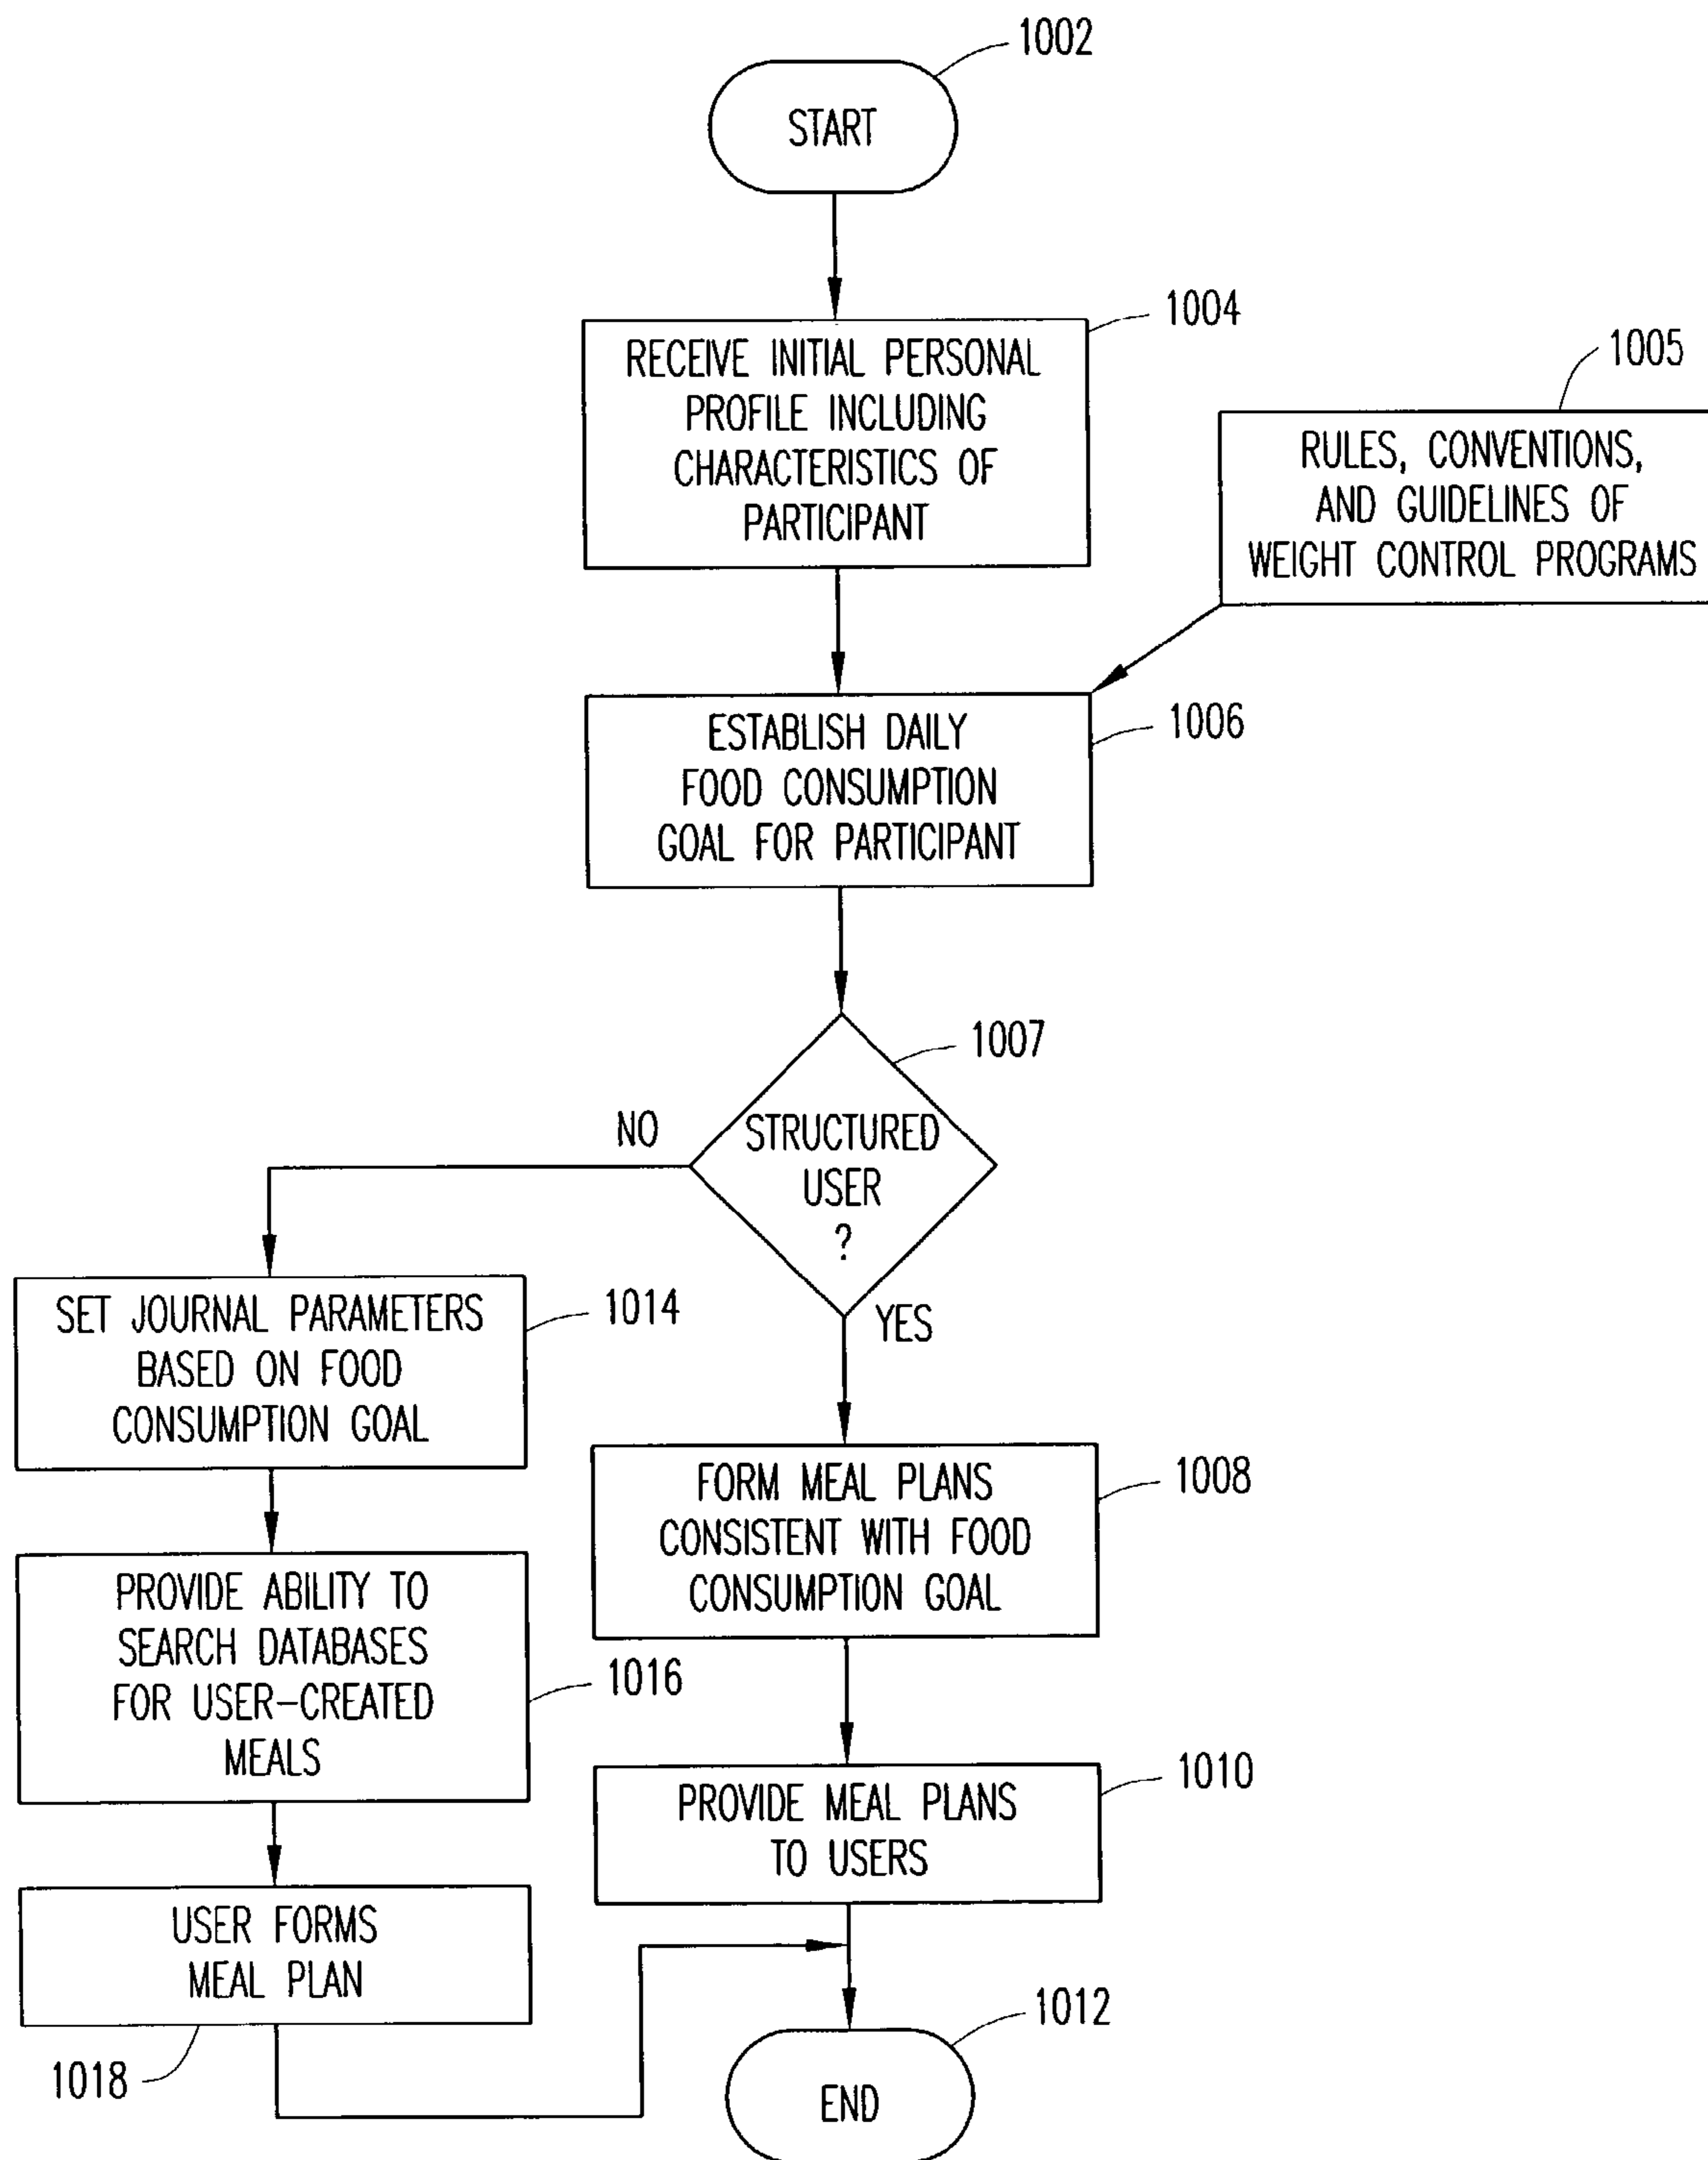 1002
START
1004
RECEIVE INITIAL PERSONAL
PROFILE INCLUDING
CHARACTERISTICS OF
PARTICIPANT
1005
RULES, CONVENTIONS,
AND GUIDELINES OF
WEIGHT CONTROL PROGRAMS
1006
ESTABLISH DAILY
FOOD CONSUMPTION
GOAL FOR PARTICIPANT
1007
STRUCTURED
USER
?
NO
YES
1014
SET JOURNAL PARAMETERS
BASED ON FOOD
CONSUMPTION GOAL
1008
FORM MEAL PLANS
CONSISTENT WITH FOOD
CONSUMPTION GOAL
1016
PROVIDE ABILITY TO
SEARCH DATABASES
FOR USER-CREATED
MEALS
1010
PROVIDE MEAL PLANS
TO USERS
USER FORMS
MEAL PLAN
1018
1012
END